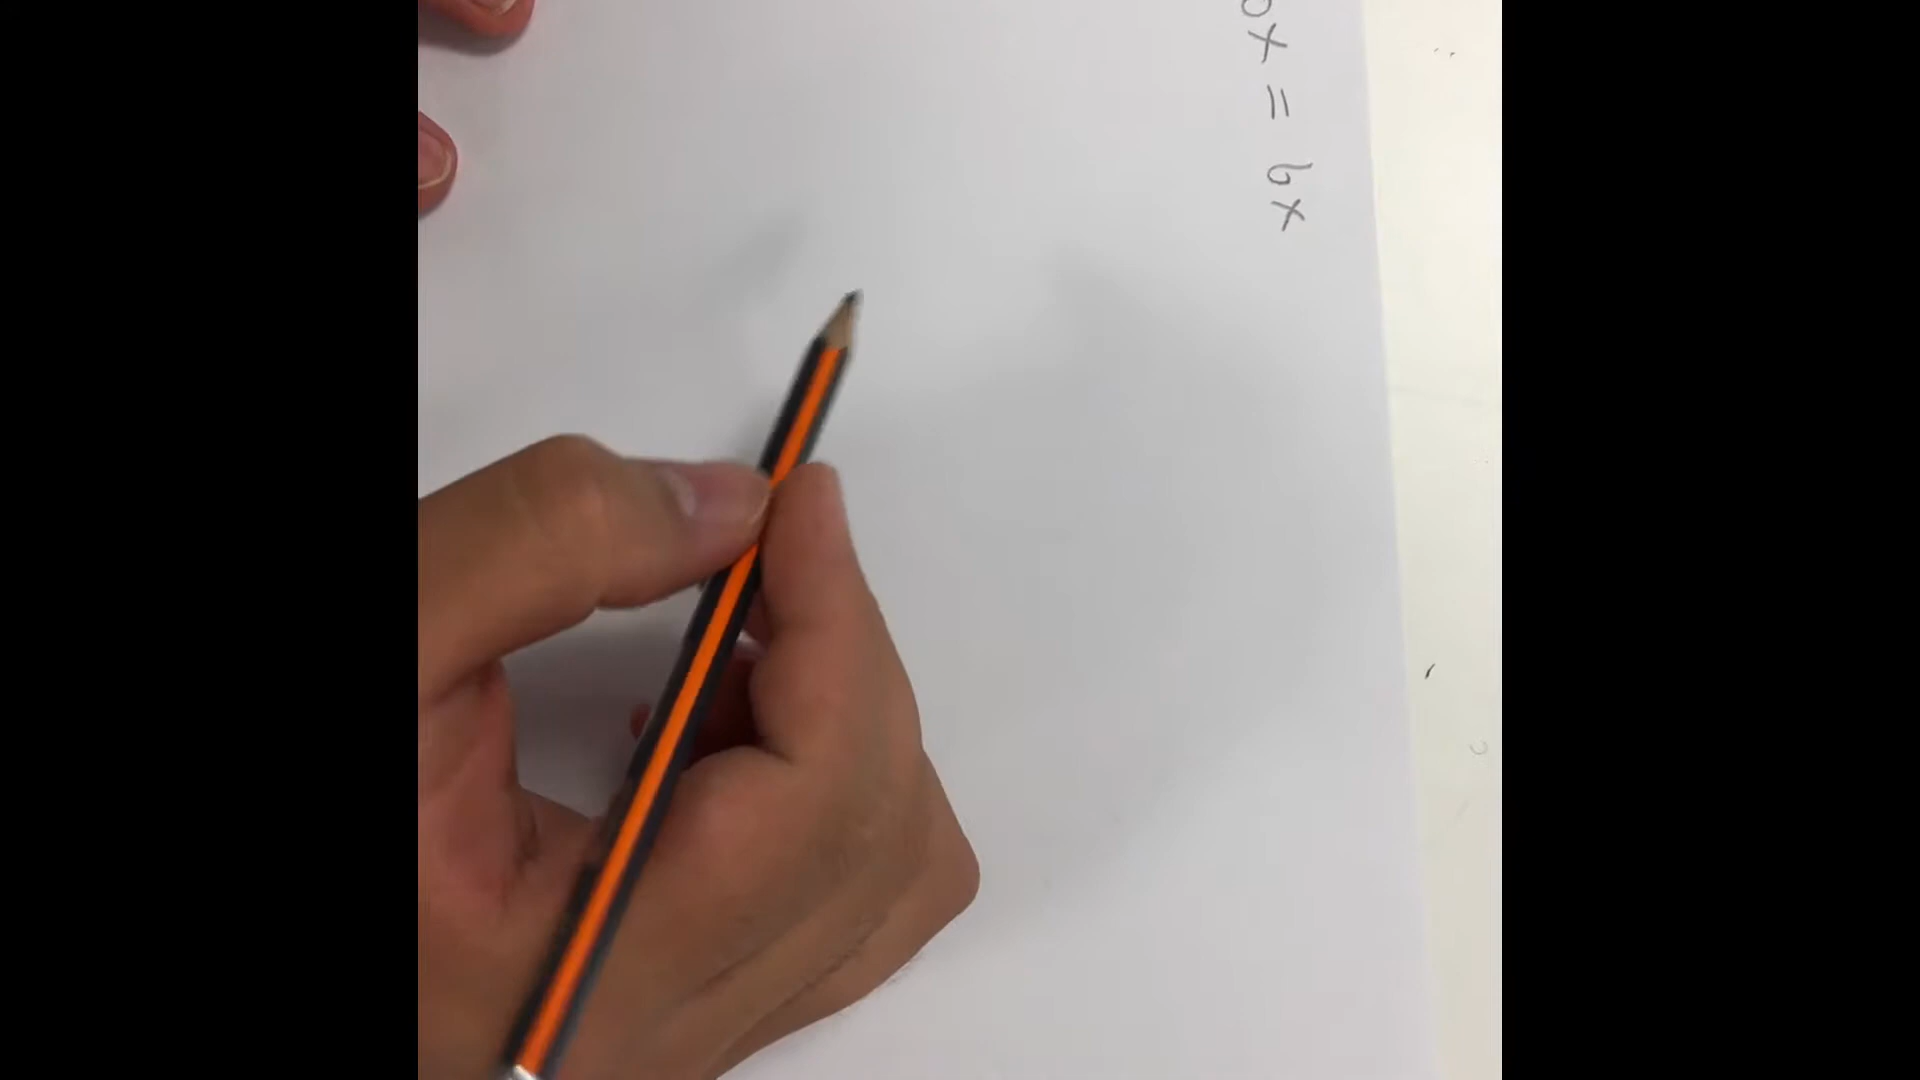 x = 6x